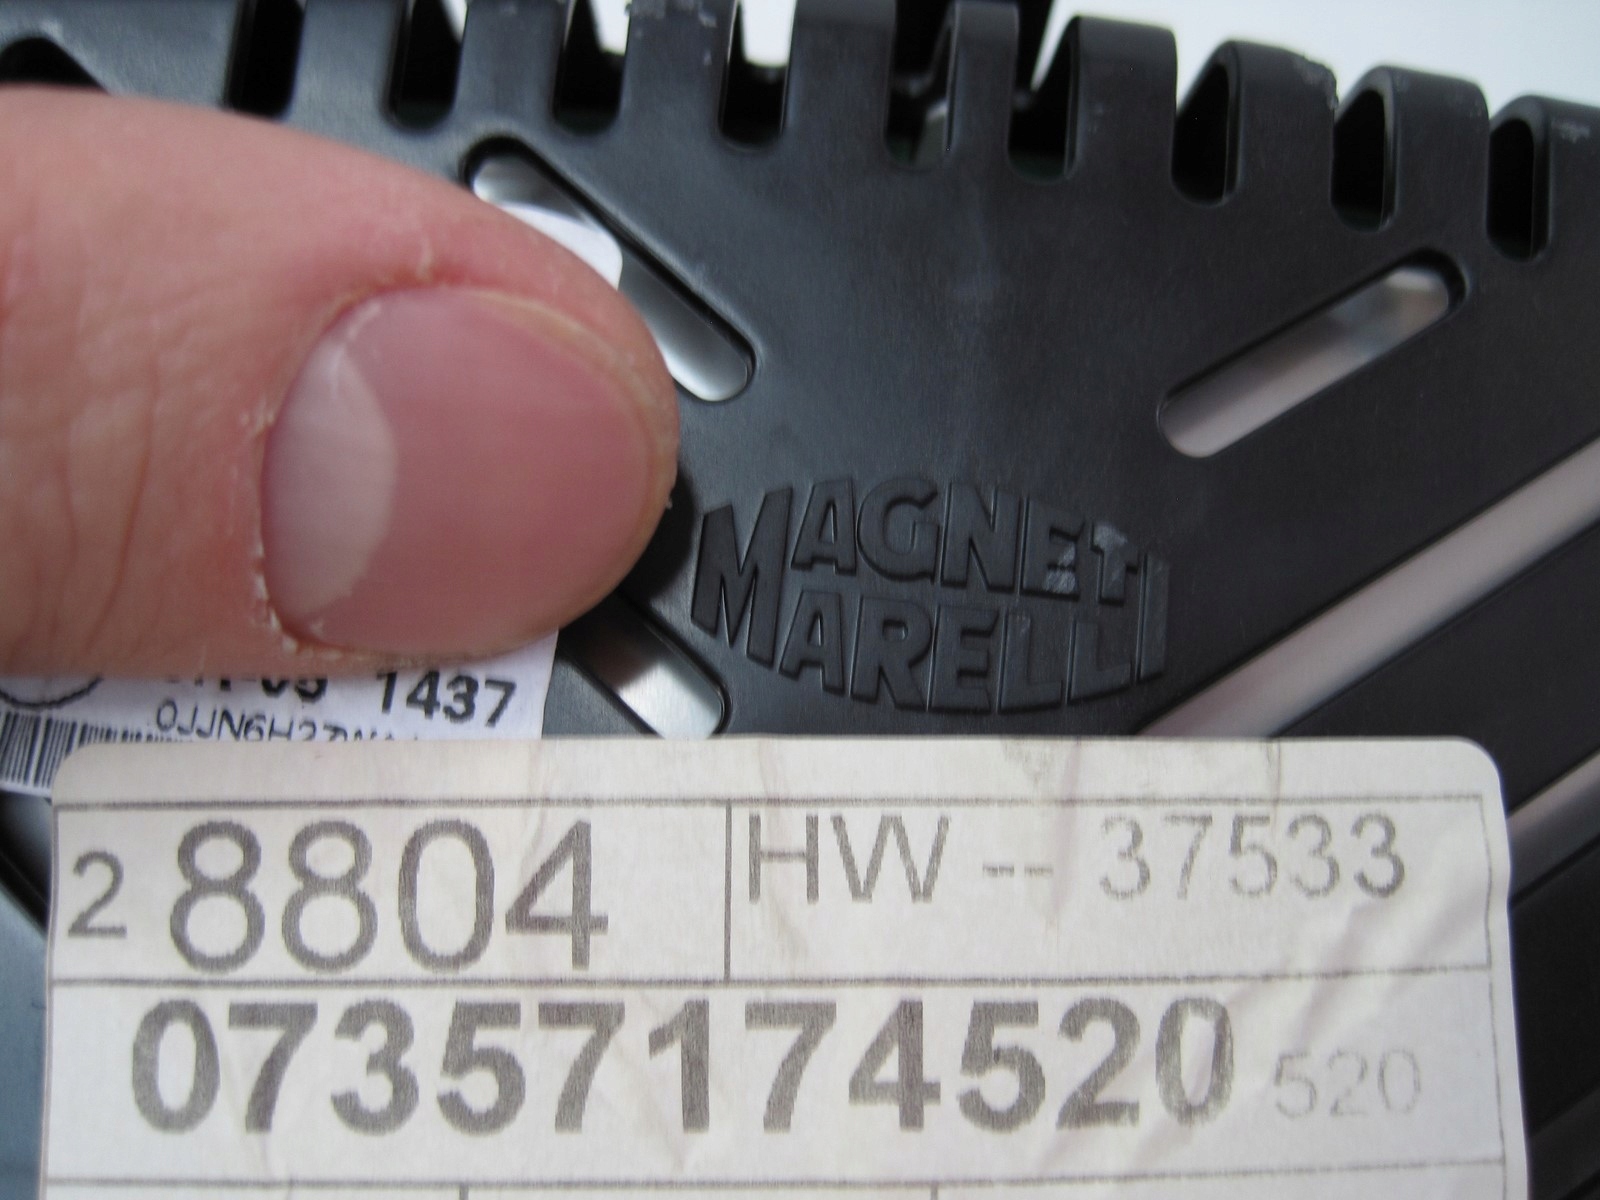 MAGNETI
MARELLI
1437
2 8804 HW -- 37533
07357174520 520